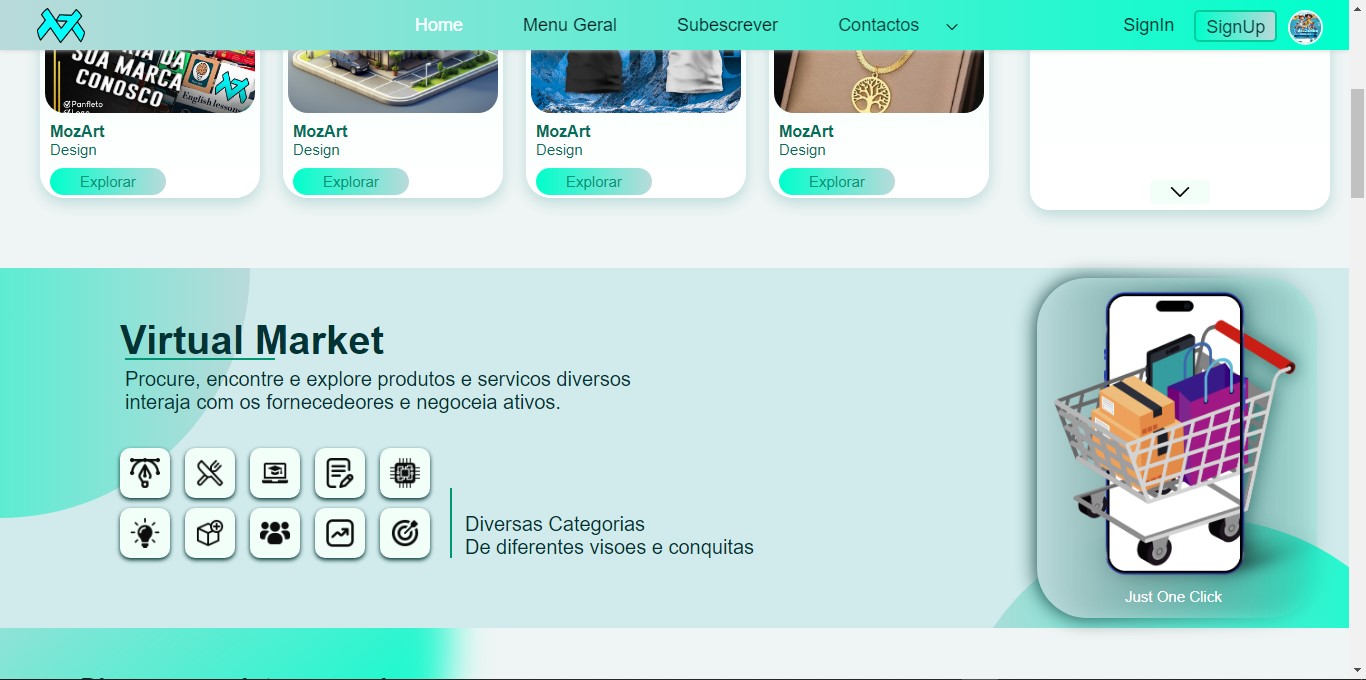 Home
Menu Geral
Subescrever
Contactos
SignIn
SignUp
SUA MARCA
CONOSCO
Panfleto
English lessons
MozArt
Design
Explorar
MozArt
Design
Explorar
MozArt
Design
Explorar
MozArt
Design
Explorar
Virtual Market
Procure, encontre e explore produtos e servicos diversos
interaja com os fornecedeores e negoceia ativos.
Diversas Categorias
De diferentes visoes e conquitas
Just One Click